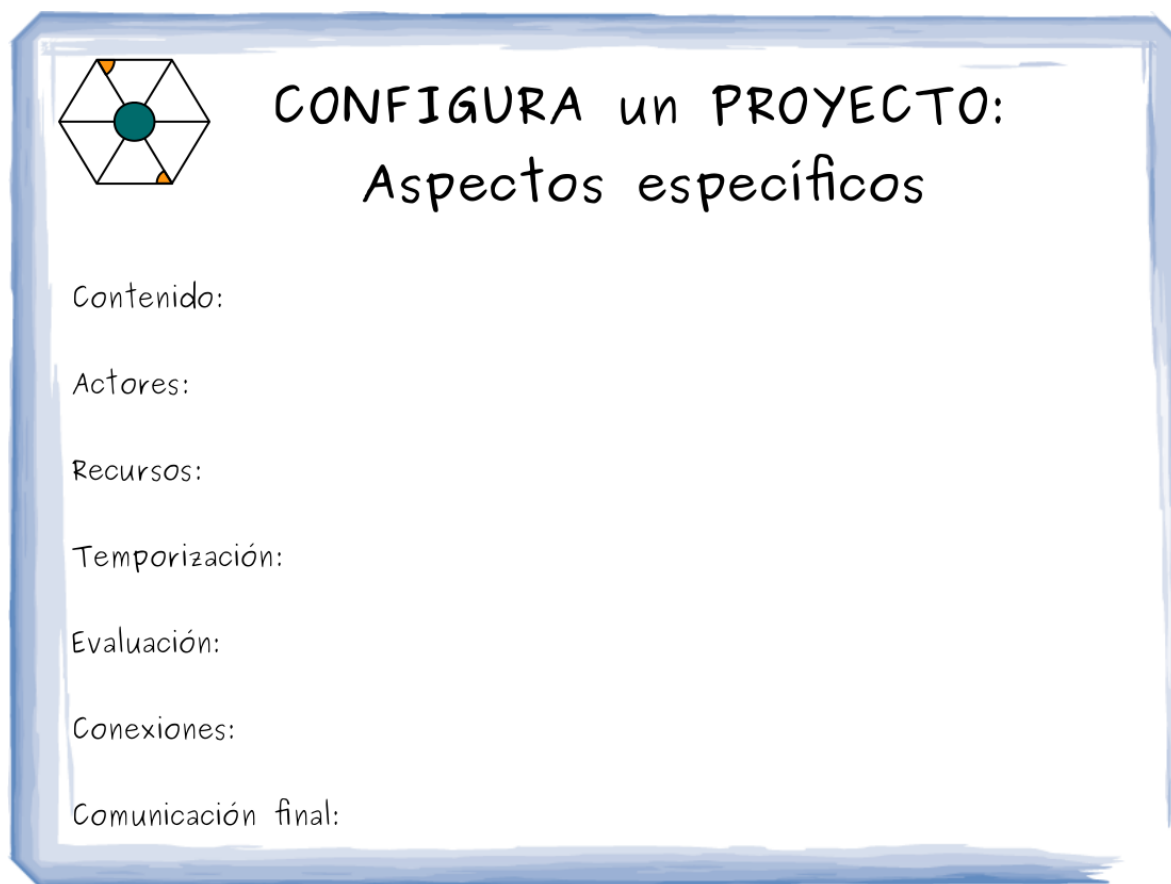 CONFIGURA un PROYECTO:
Aspectos específicos
Contenido:
Actores:
Recursos:
Temporización:
Evaluación:
Conexiones:
Comunicación final: